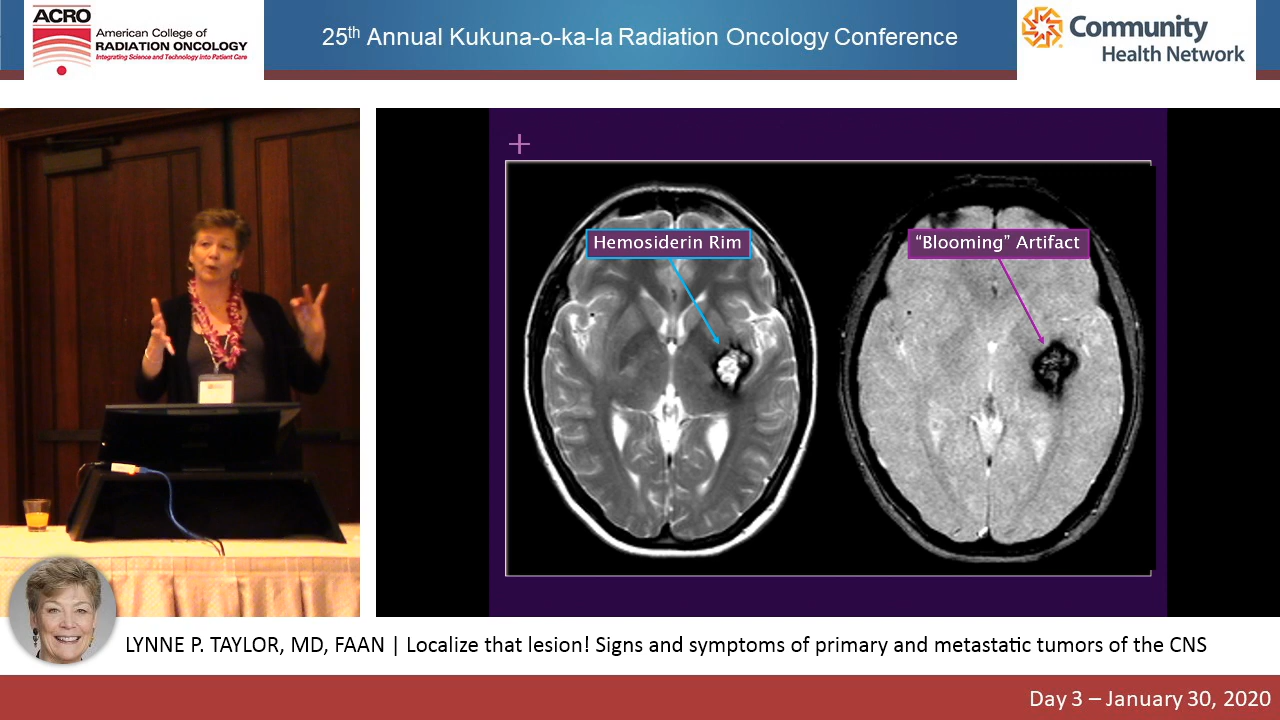 ACRO
American College of
RADIATION ONCOLOGY
Integrating Science and Technology into Patient Care
25th Annual Kukuna-o-ka-la Radiation Oncology Conference
Community
Health Network
Hemosiderin Rim
“Blooming” Artifact
LYNNE P. TAYLOR, MD, FAAN | Localize that lesion! Signs and symptoms of primary and metastatic tumors of the CNS
Day 3 – January 30, 2020